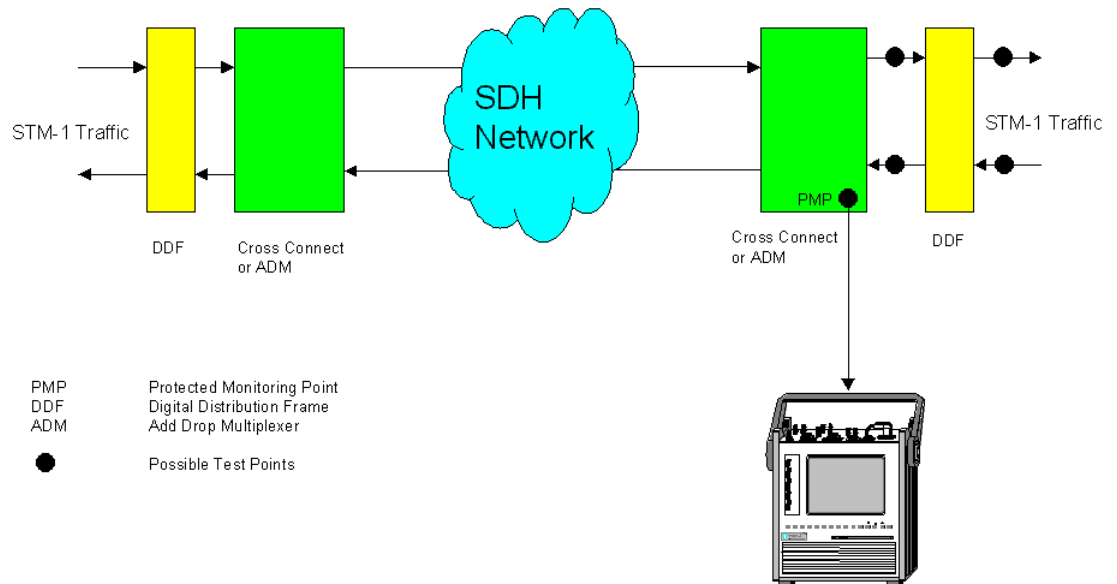 SDH
Network
STM-1 Traffic
STM-1 Traffic
PMP
DDF
Cross Connect
or ADM
Cross Connect
or ADM
DDF
PMP Protected Monitoring Point
DDF Digital Distribution Frame
ADM Add Drop Multiplexer
Possible Test Points